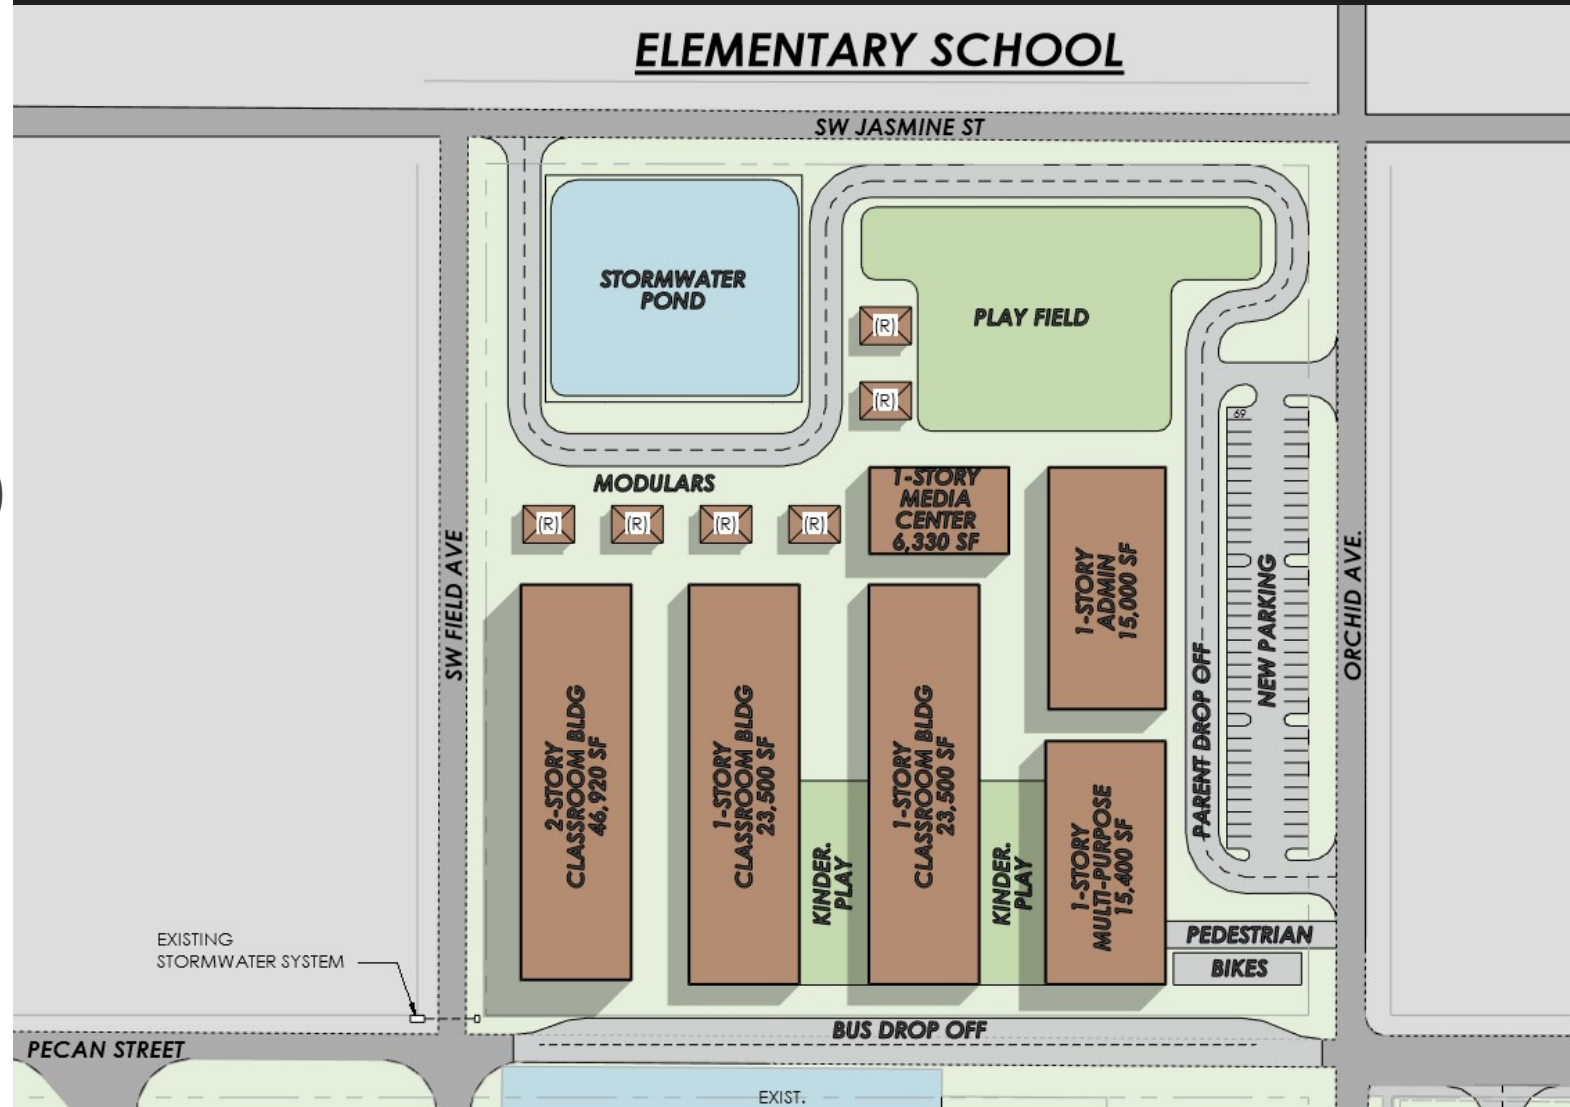 ELEMENTARY SCHOOL
SW JASMINE ST
STORMWATER
POND
PLAY FIELD
(R)
(R)
69
MODULARS
(R)
(R)
(R)
(R)
1-STORY
MEDIA
CENTER
6,330 SF
1-STORY
ADMIN
15,000 SF
SW FIELD AVE
NEW PARKING
ORCHID AVE.
PARENT DROP OFF
2-STORY
CLASSROOM BLDG
46,920 SF
1-STORY
CLASSROOM BLDG
23,500 SF
KINDER.
PLAY
1-STORY
CLASSROOM BLDG
23,500 SF
KINDER.
PLAY
1-STORY
MULTI-PURPOSE
15,400 SF
PEDESTRIAN
BIKES
EXISTING
STORMWATER SYSTEM
BUS DROP OFF
PECAN STREET
EXIST.